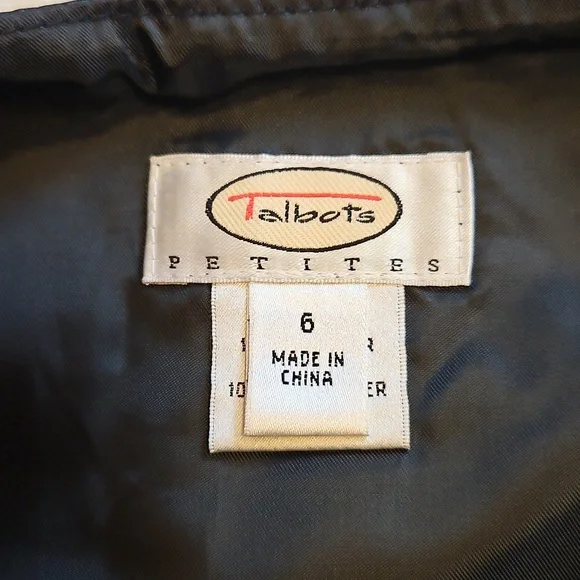 Talbots
PETITES
6
MADE IN
CHINA